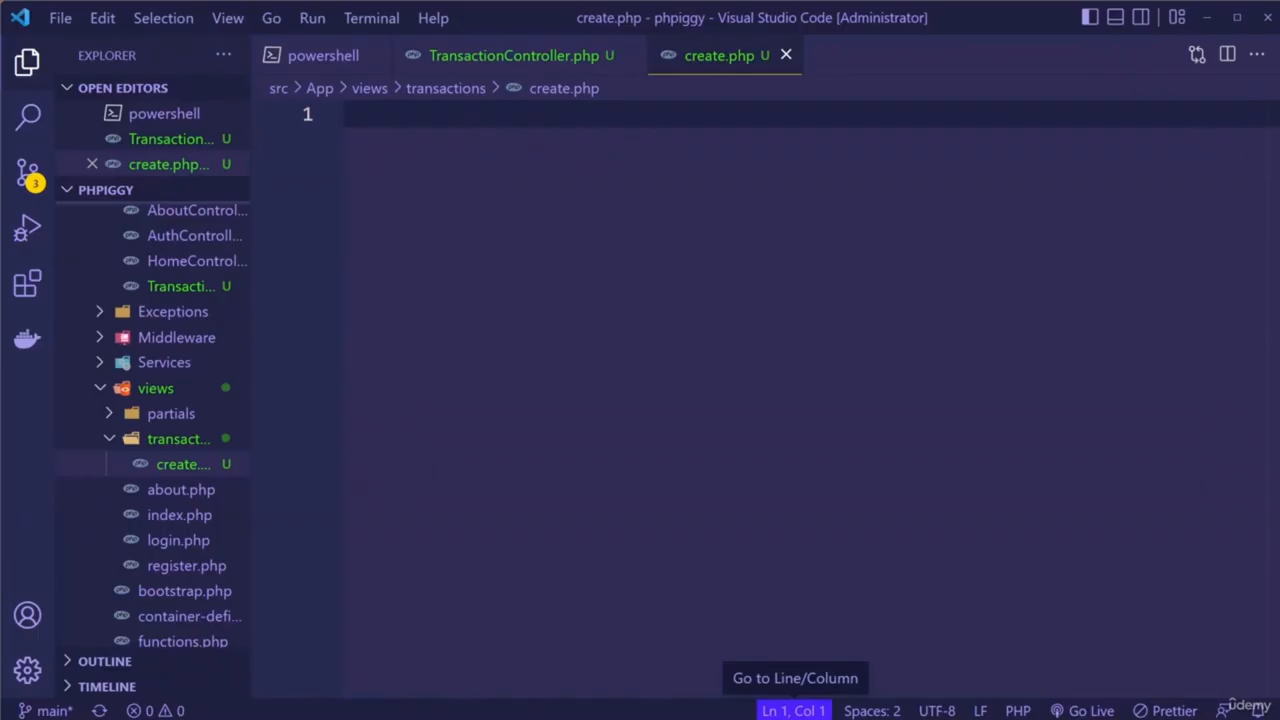 File Edit Selection View Go Run Terminal Help create.php - phpiggy - Visual Studio Code [Administrator]
EXPLORER
powershell TransactionController.php U create.php U
OPEN EDITORS
powershell
Transaction... U
create.php... U
src > App > views > transactions > create.php
1
3
PHPIGGY
AboutControl...
AuthControll...
HomeControl...
Transacti... U
Exceptions
Middleware
Services
views
partials
transact...
create.... U
about.php
index.php
login.php
register.php
bootstrap.php
container-defi...
functions.php
OUTLINE
TIMELINE
Go to Line/Column
main* 0 0 Ln 1, Col 1 Spaces: 2 UTF-8 LF PHP Go Live Prettier
ûdemy